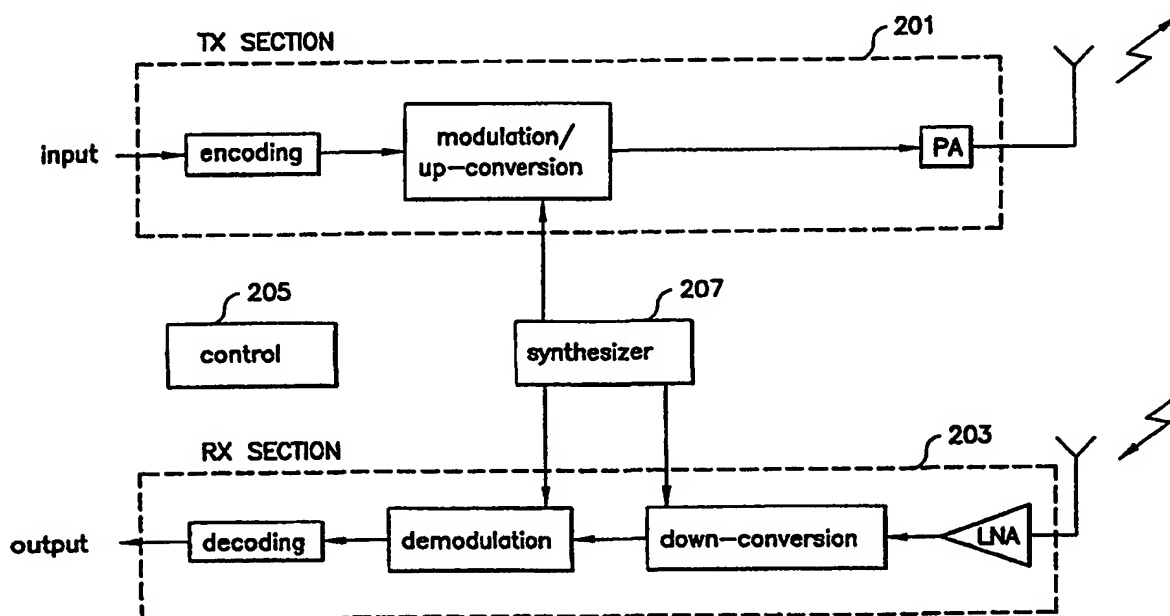 TX SECTION
201
input
encoding
modulation/
up-conversion
PA
205
control
207
synthesizer
RX SECTION
203
output
decoding
demodulation
down-conversion
LNA